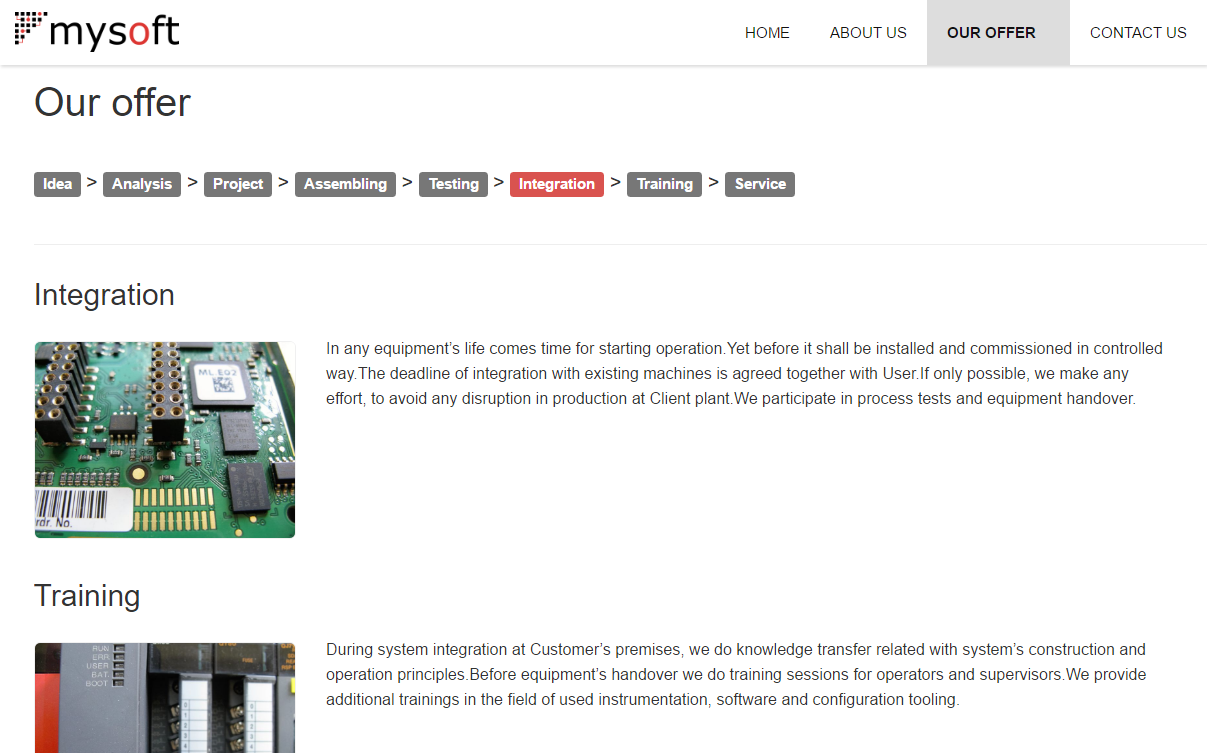 mysoft
HOME ABOUT US OUR OFFER CONTACT US
Our offer
Idea > Analysis > Project > Assembling > Testing > Integration > Training > Service
Integration
In any equipment’s life comes time for starting operation.Yet before it shall be installed and commissioned in controlled
way.The deadline of integration with existing machines is agreed together with User.If only possible, we make any
effort, to avoid any disruption in production at Client plant.We participate in process tests and equipment handover.
ML E02
rdr. No.
Training
During system integration at Customer’s premises, we do knowledge transfer related with system’s construction and
operation principles.Before equipment’s handover we do training sessions for operators and supervisors.We provide
additional trainings in the field of used instrumentation, software and configuration tooling.
RUN
ERR
USER
BAT
BOOT